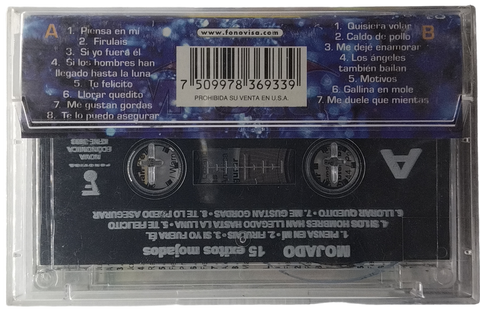 A
1. Piensa en mi
2. Firulais
3. Si yo fuera él
4. Si los hombres han
llegado hasta la luna
5. Te felicito
6. Llorar quedito
7. Me gustan gordas
8. Te lo puedo asegurar
www.fonovisa.com
7 509978 369339
PROHIBIDA SU VENTA EN U.S.A.
B
1. Quisiera volar
2. Caldo de pollo
3. Me dejé enamorar
4. Los ángeles
también bailan
5. Motivos
6. Gallina en mole
7. Me duele que mientas
A
MOJADO
15 exitos mojados
1. PIENSA EN MI • 2. FIRULAIS • 3. SI YO FUERA ÉL
4. SI LOS HOMBRES HAN LLEGADO HASTA LA LUNA • 5. TE FELICITO
6. LLORAR QUEDITO • 7. ME GUSTAN GORDAS • 8. TE LO PUEDO ASEGURAR
NOVA
ECONOMICA